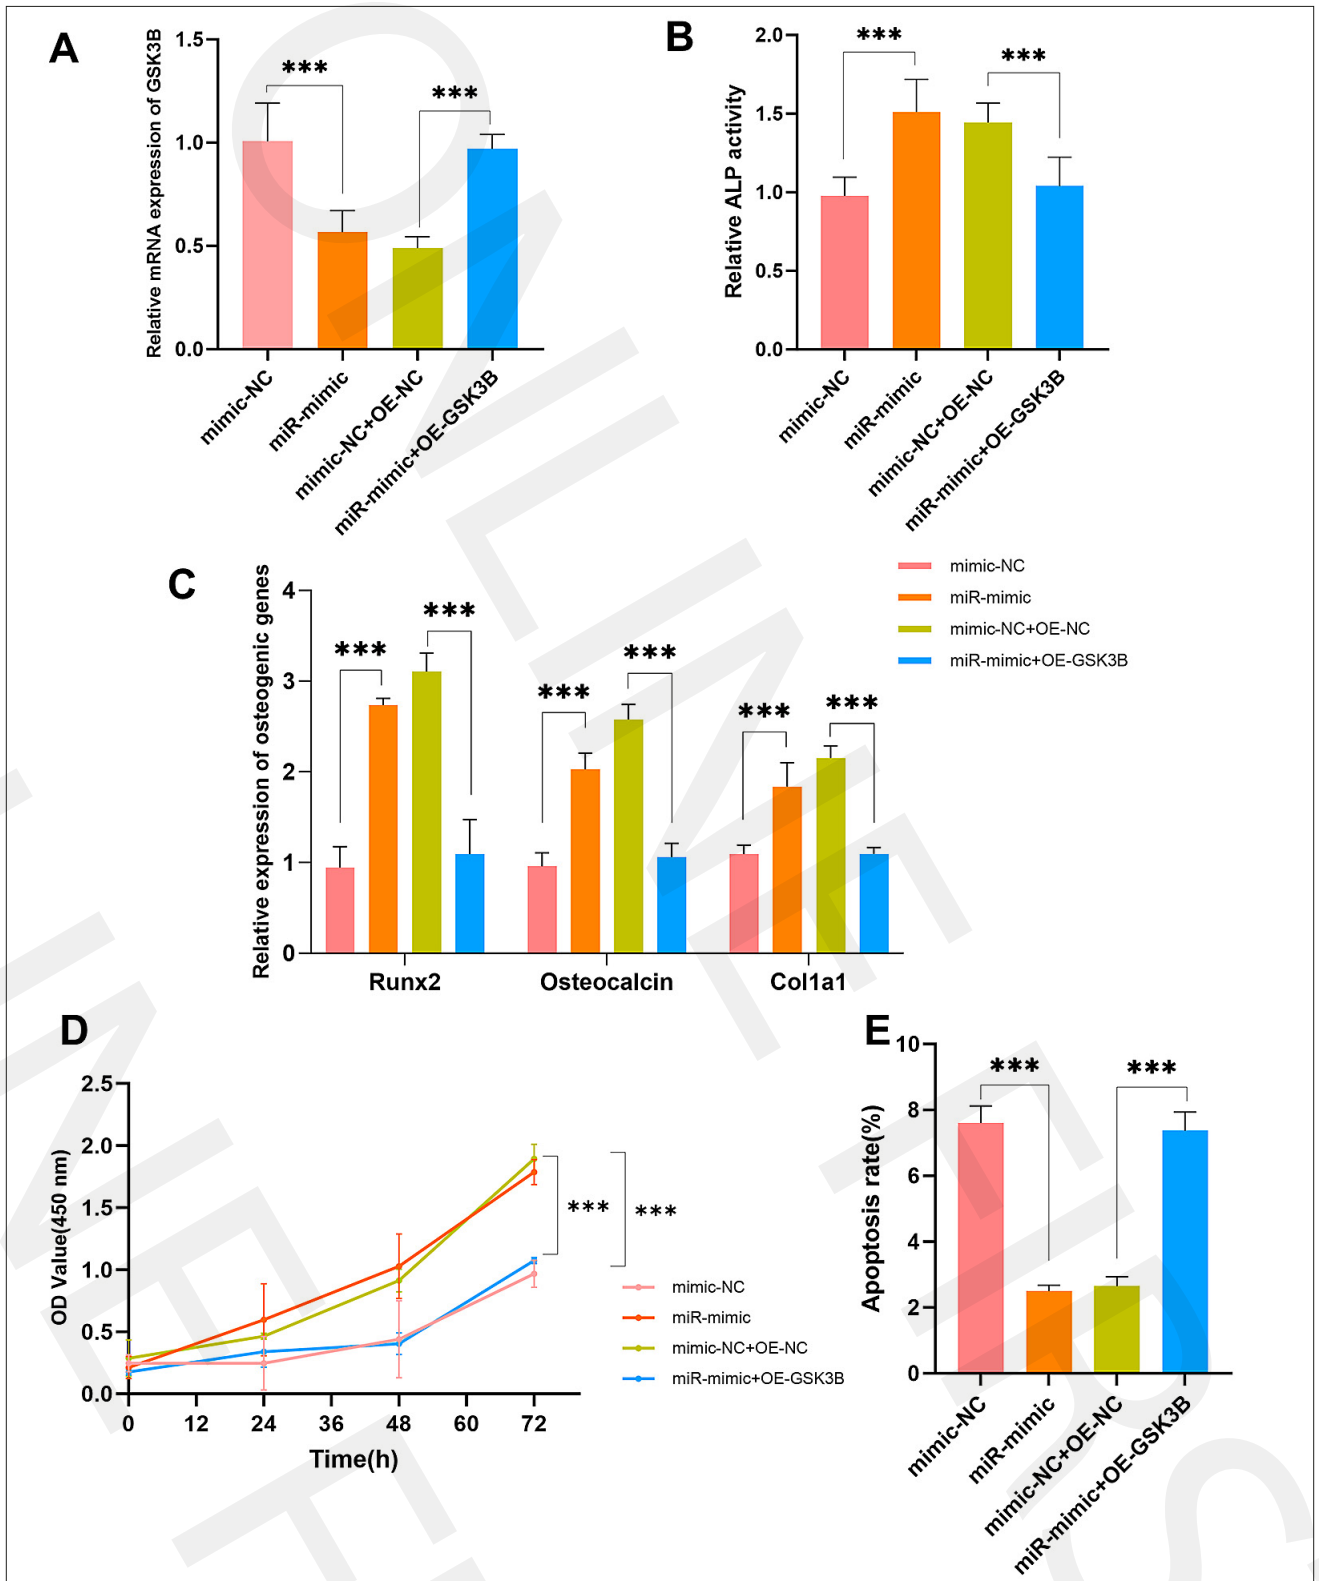 A
Relative mRNA expression of GSK3B
1.5
1.0
0.5
0.0
***
***
mimic-NC
miR-mimic
mimic-NC+OE-NC
miR-mimic+OE-GSK3B
B
Relative ALP activity
2.0
1.5
1.0
0.5
0.0
***
***
mimic-NC
miR-mimic
mimic-NC+OE-NC
miR-mimic+OE-GSK3B
C
Relative expression of osteogenic genes
4
3
2
1
0
***
***
***
***
***
***
Runx2
Osteocalcin
Col1a1
mimic-NC
miR-mimic
mimic-NC+OE-NC
miR-mimic+OE-GSK3B
D
OD Value(450 nm)
2.5
2.0
1.5
1.0
0.5
0.0
0 12 24 36 48 60 72
Time(h)
***
***
mimic-NC
miR-mimic
mimic-NC+OE-NC
miR-mimic+OE-GSK3B
E
Apoptosis rate(%)
10
8
6
4
2
0
***
***
mimic-NC
miR-mimic
mimic-NC+OE-NC
miR-mimic+OE-GSK3B
ONLINE FIRST